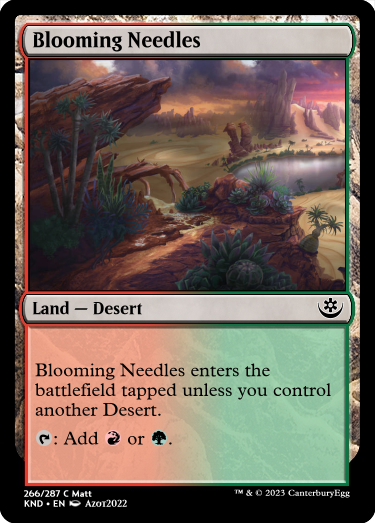 Blooming Needles
Land — Desert
Blooming Needles enters the
battlefield tapped unless you control
another Desert.
: Add or .
266/287 C Matt
KND • EN Azot2022
™ & © 2023 CanterburyEgg